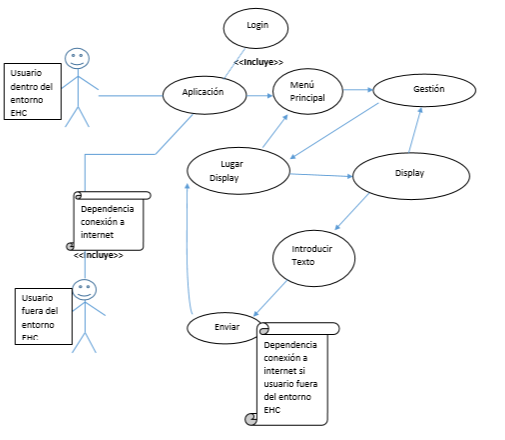 Login
<<Incluye>>
Usuario
dentro del
entorno
EHC
Aplicación
Menú
Principal
Gestión
Lugar
Display
Display
Dependencia
conexión a
internet
<<Incluye>>
Introducir
Texto
Usuario
fuera del
entorno
EHC
Enviar
Dependencia
conexión a
internet si
usuario fuera
del entorno
EHC